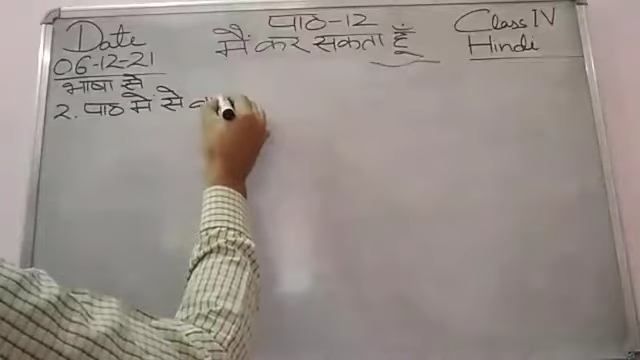 Date
06-12-21
पाठ-12
मैं कर सकता हूँ
Class IV
Hindi
भाषा से
2. पाठ में से